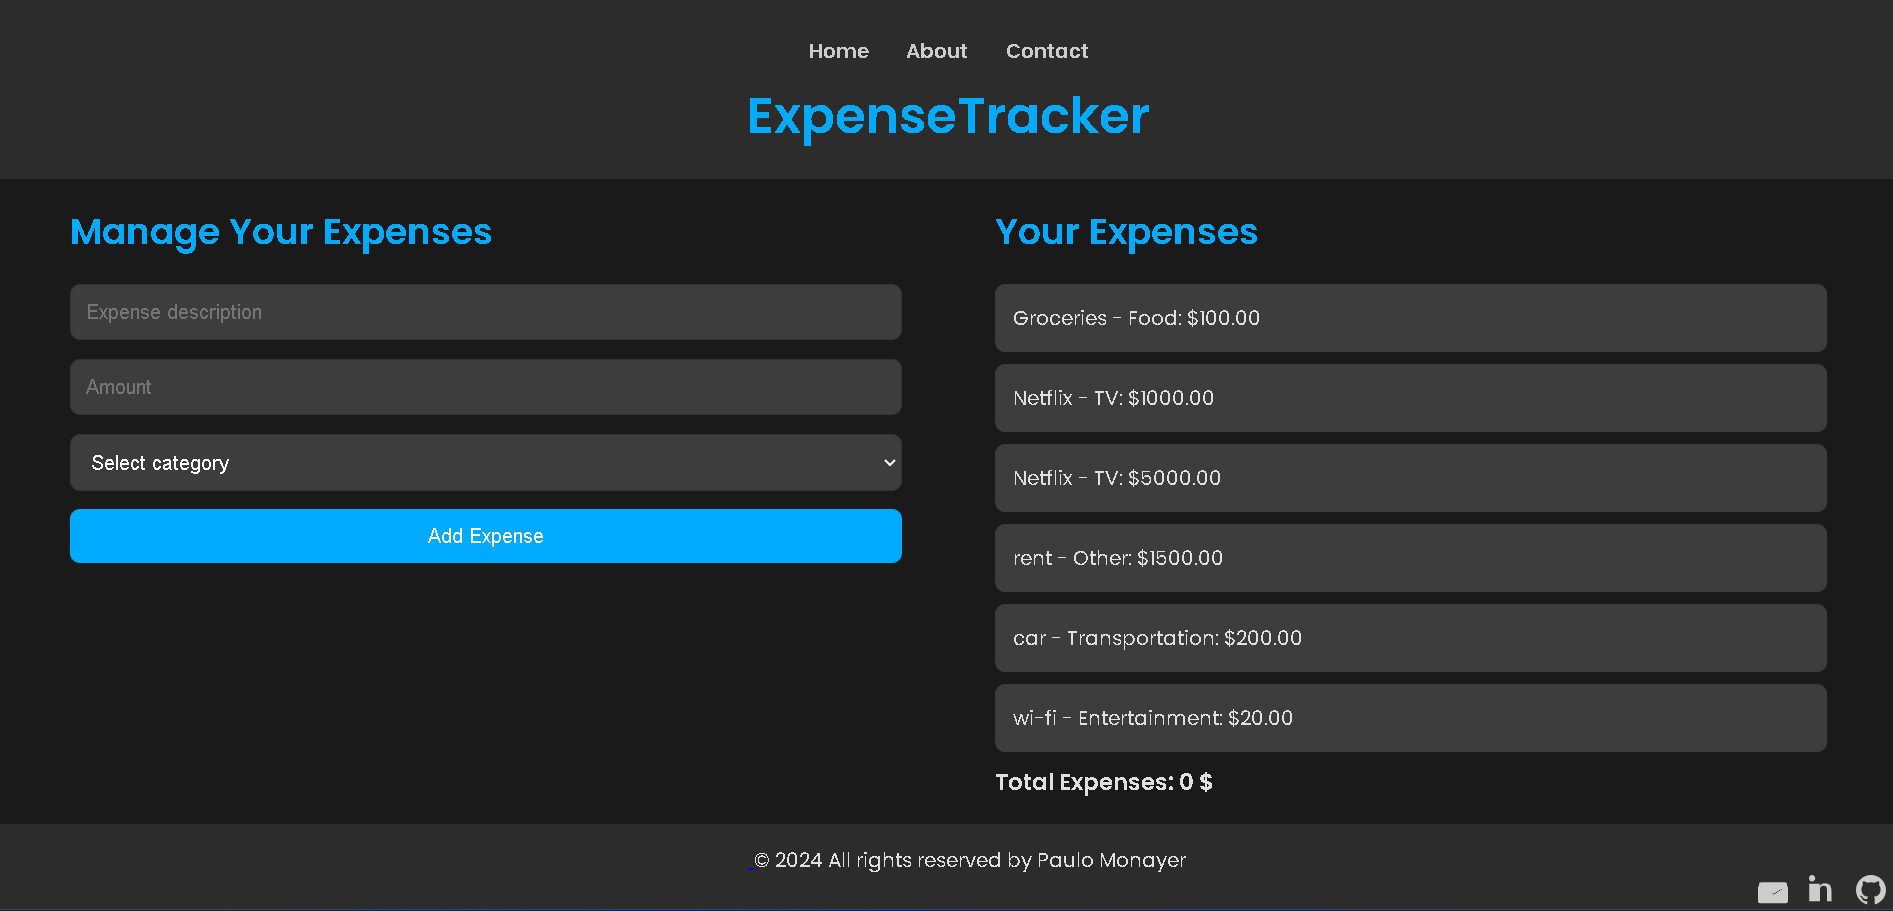 Home About Contact
ExpenseTracker
Manage Your Expenses
Expense description
Amount
Select category
Add Expense
Your Expenses
Groceries - Food: $100.00
Netflix - TV: $1000.00
Netflix - TV: $5000.00
rent - Other: $1500.00
car - Transportation: $200.00
wi-fi - Entertainment: $20.00
Total Expenses: 0 $
© 2024 All rights reserved by Paulo Monayer
in